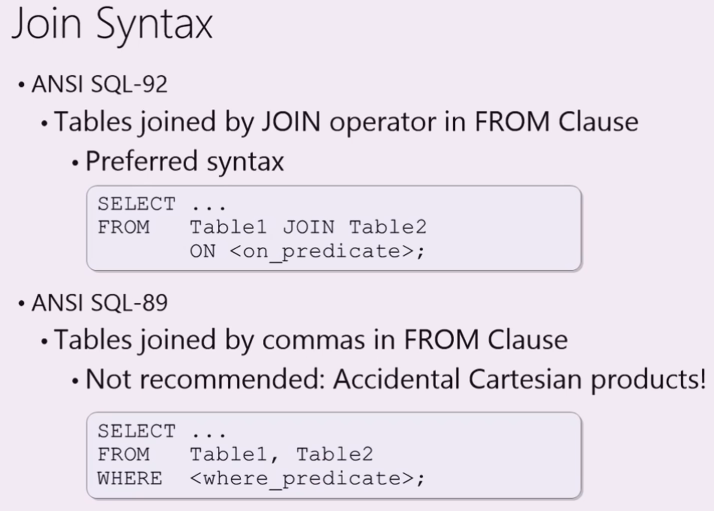 Join Syntax
• ANSI SQL-92
• Tables joined by JOIN operator in FROM Clause
• Preferred syntax
SELECT ...
FROM   Table1 JOIN Table2
       ON <on_predicate>;
• ANSI SQL-89
• Tables joined by commas in FROM Clause
• Not recommended: Accidental Cartesian products!
SELECT ...
FROM   Table1, Table2
WHERE  <where_predicate>;